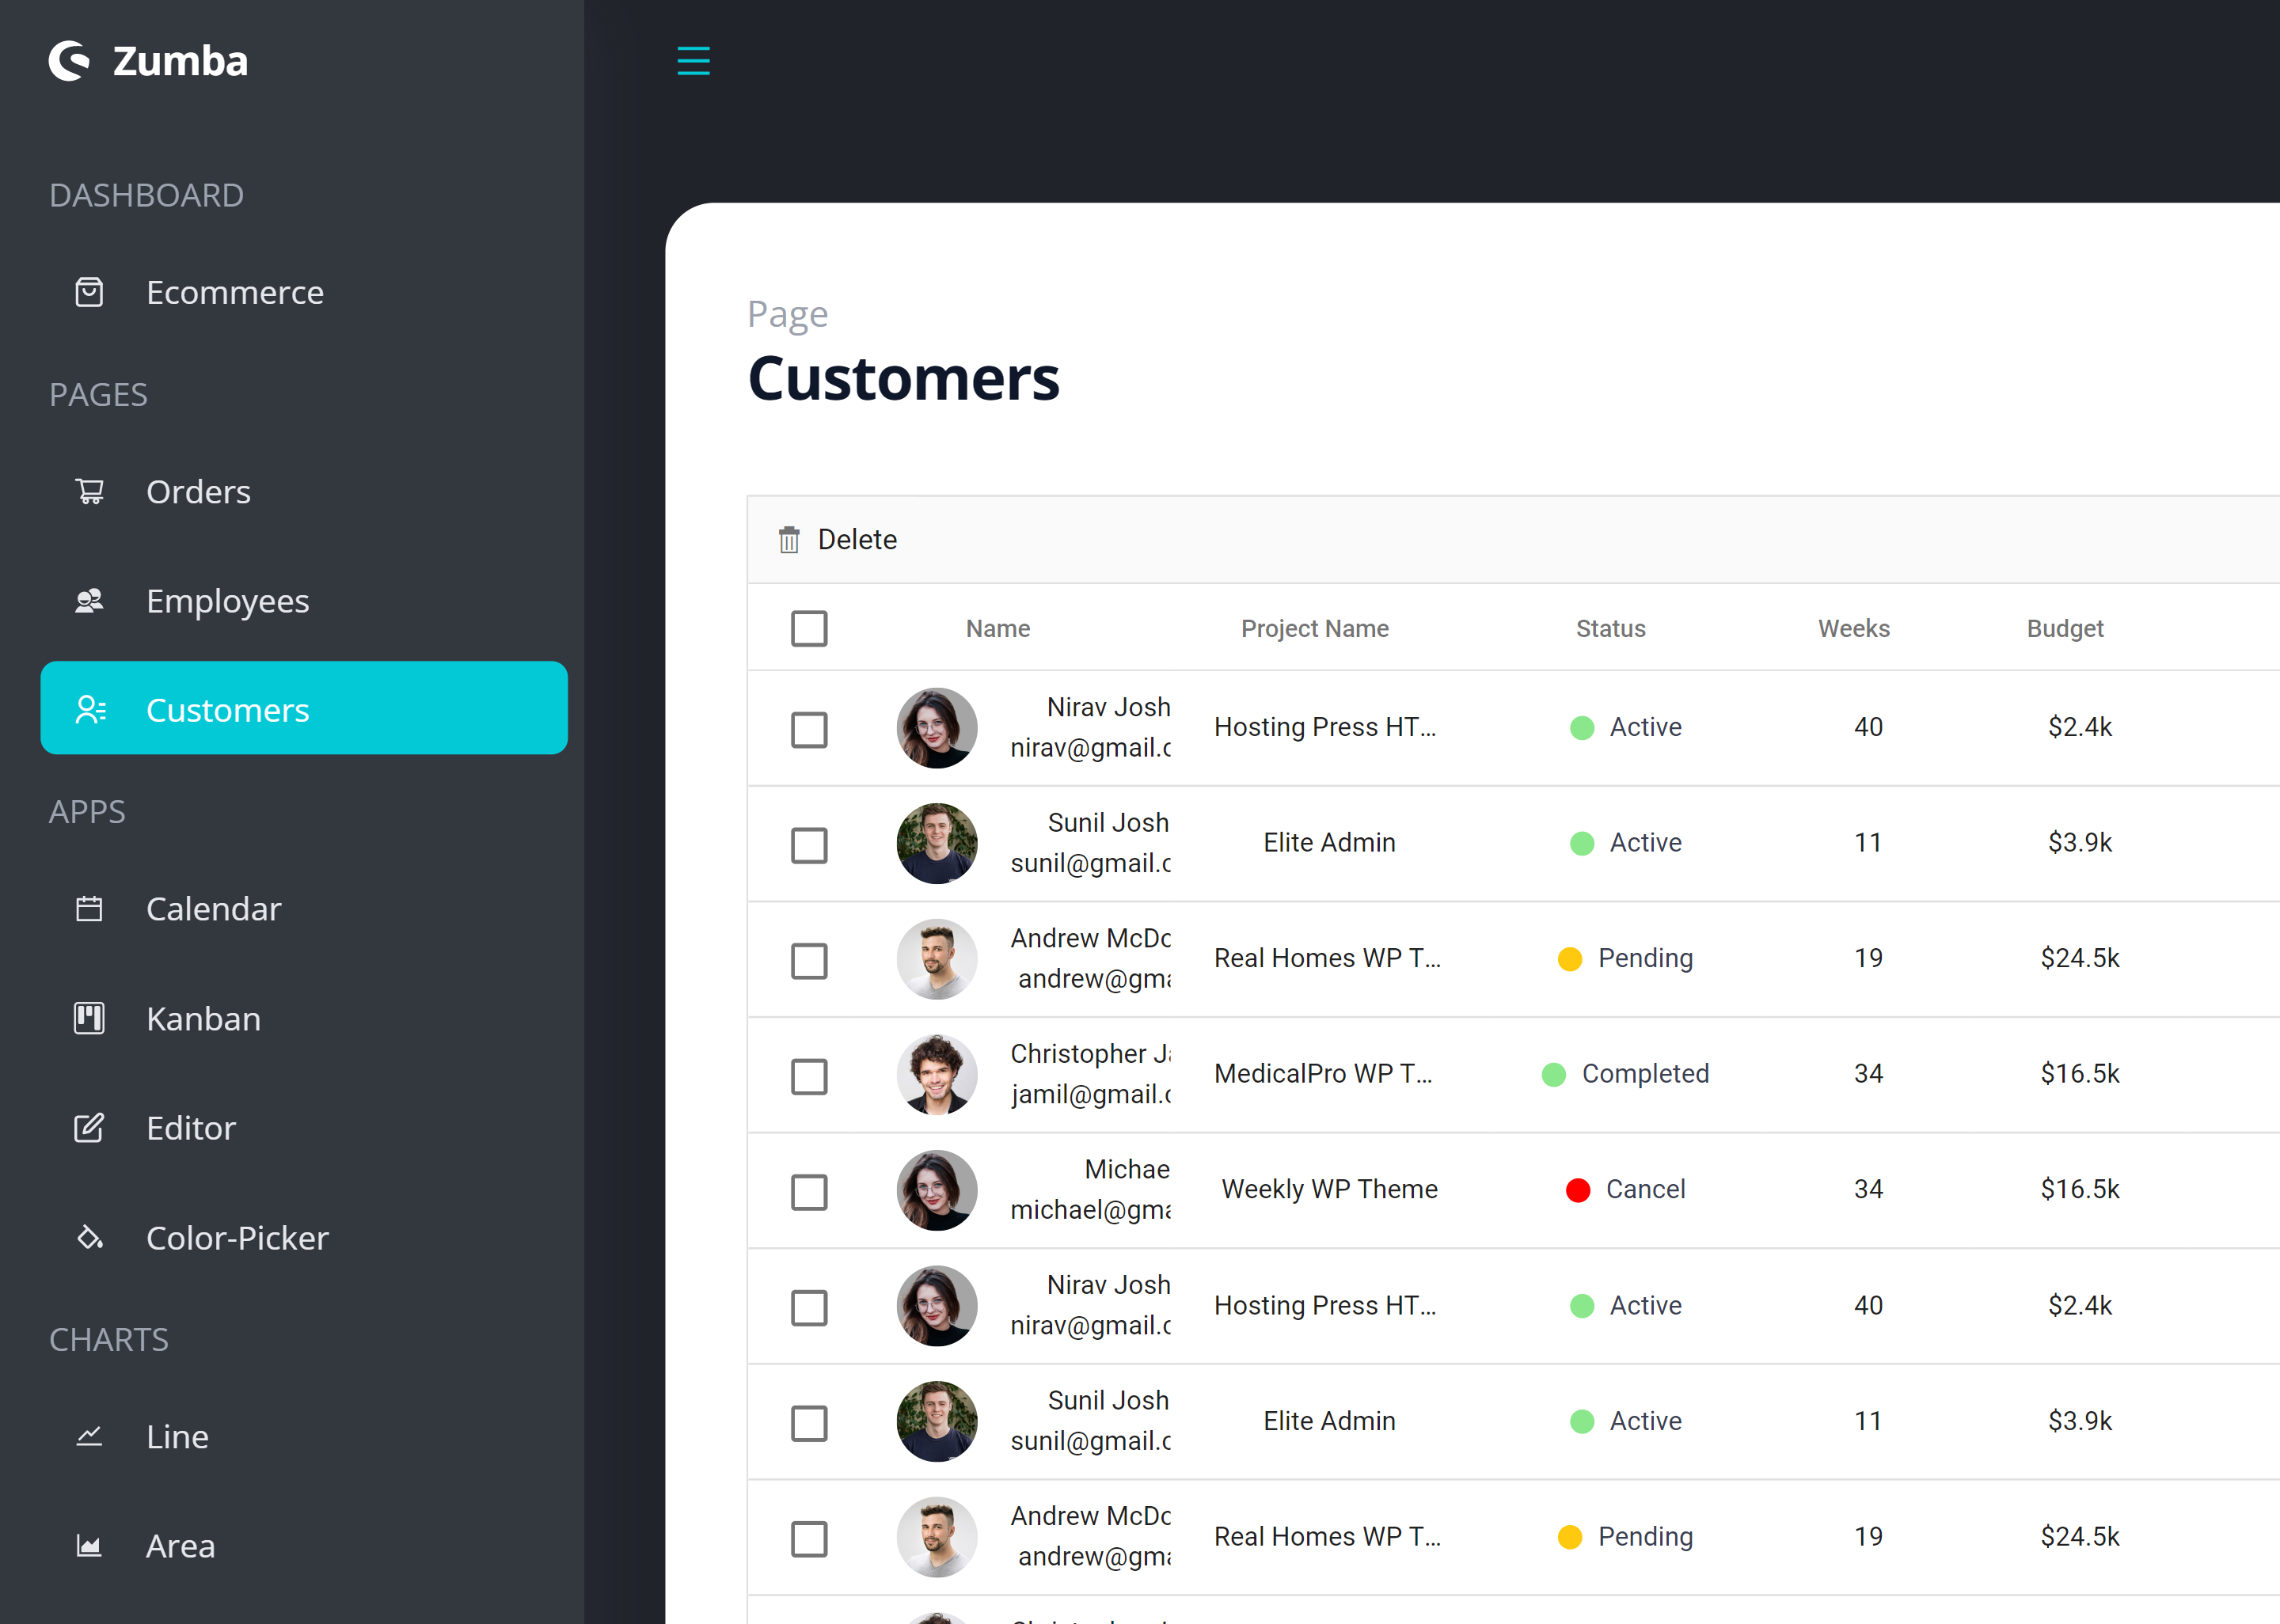 Zumba
DASHBOARD
Ecommerce
PAGES
Orders
Employees
Customers
APPS
Calendar
Kanban
Editor
Color-Picker
CHARTS
Line
Area
Page
Customers
Delete
Name Project Name Status Weeks Budget
Nirav Josh
nirav@gmail.c
Hosting Press HT... Active 40 $2.4k
Sunil Josh
sunil@gmail.c
Elite Admin Active 11 $3.9k
Andrew McDo
andrew@gma
Real Homes WP T... Pending 19 $24.5k
Christopher Ja
jamil@gmail.c
MedicalPro WP T... Completed 34 $16.5k
Michae
michael@gma
Weekly WP Theme Cancel 34 $16.5k
Nirav Josh
nirav@gmail.c
Hosting Press HT... Active 40 $2.4k
Sunil Josh
sunil@gmail.c
Elite Admin Active 11 $3.9k
Andrew McDo
andrew@gma
Real Homes WP T... Pending 19 $24.5k